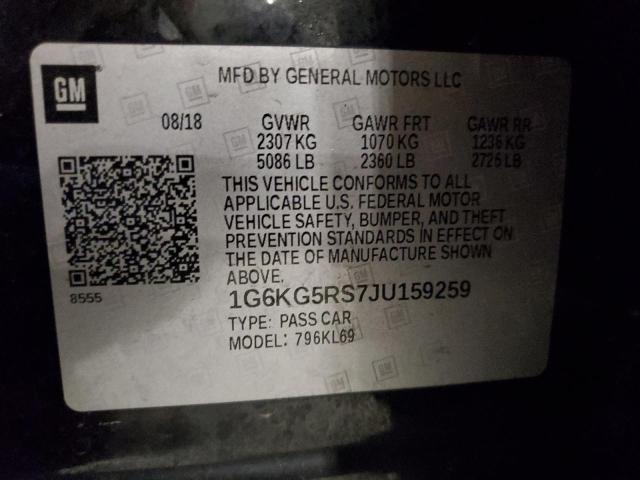 GM
MFD BY GENERAL MOTORS LLC
08/18 GVWR GAWR FRT GAWR RR
2307 KG 1070 KG 1236 KG
5086 LB 2360 LB 2725 LB
THIS VEHICLE CONFORMS TO ALL
APPLICABLE U.S. FEDERAL MOTOR
VEHICLE SAFETY, BUMPER, AND THEFT
PREVENTION STANDARDS IN EFFECT ON
THE DATE OF MANUFACTURE SHOWN
ABOVE.
8555
1G6KG5RS7JU159259
TYPE: PASS CAR
MODEL: 796KL69